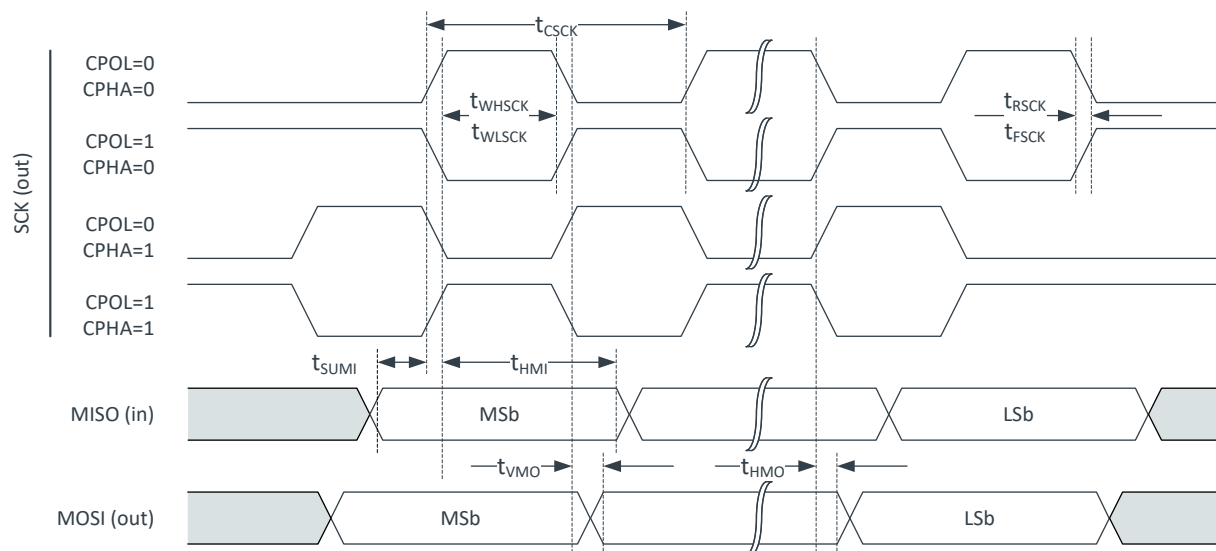 tCSCK
SCK (out)
CPOL=0
CPHA=0
tWHSCK
tWLSCK
tRSCK
tFSCK
CPOL=1
CPHA=0
CPOL=0
CPHA=1
CPOL=1
CPHA=1
tSUMI
tHMI
MISO (in)
MSb
LSb
tVMO
tHMO
MOSI (out)
MSb
LSb